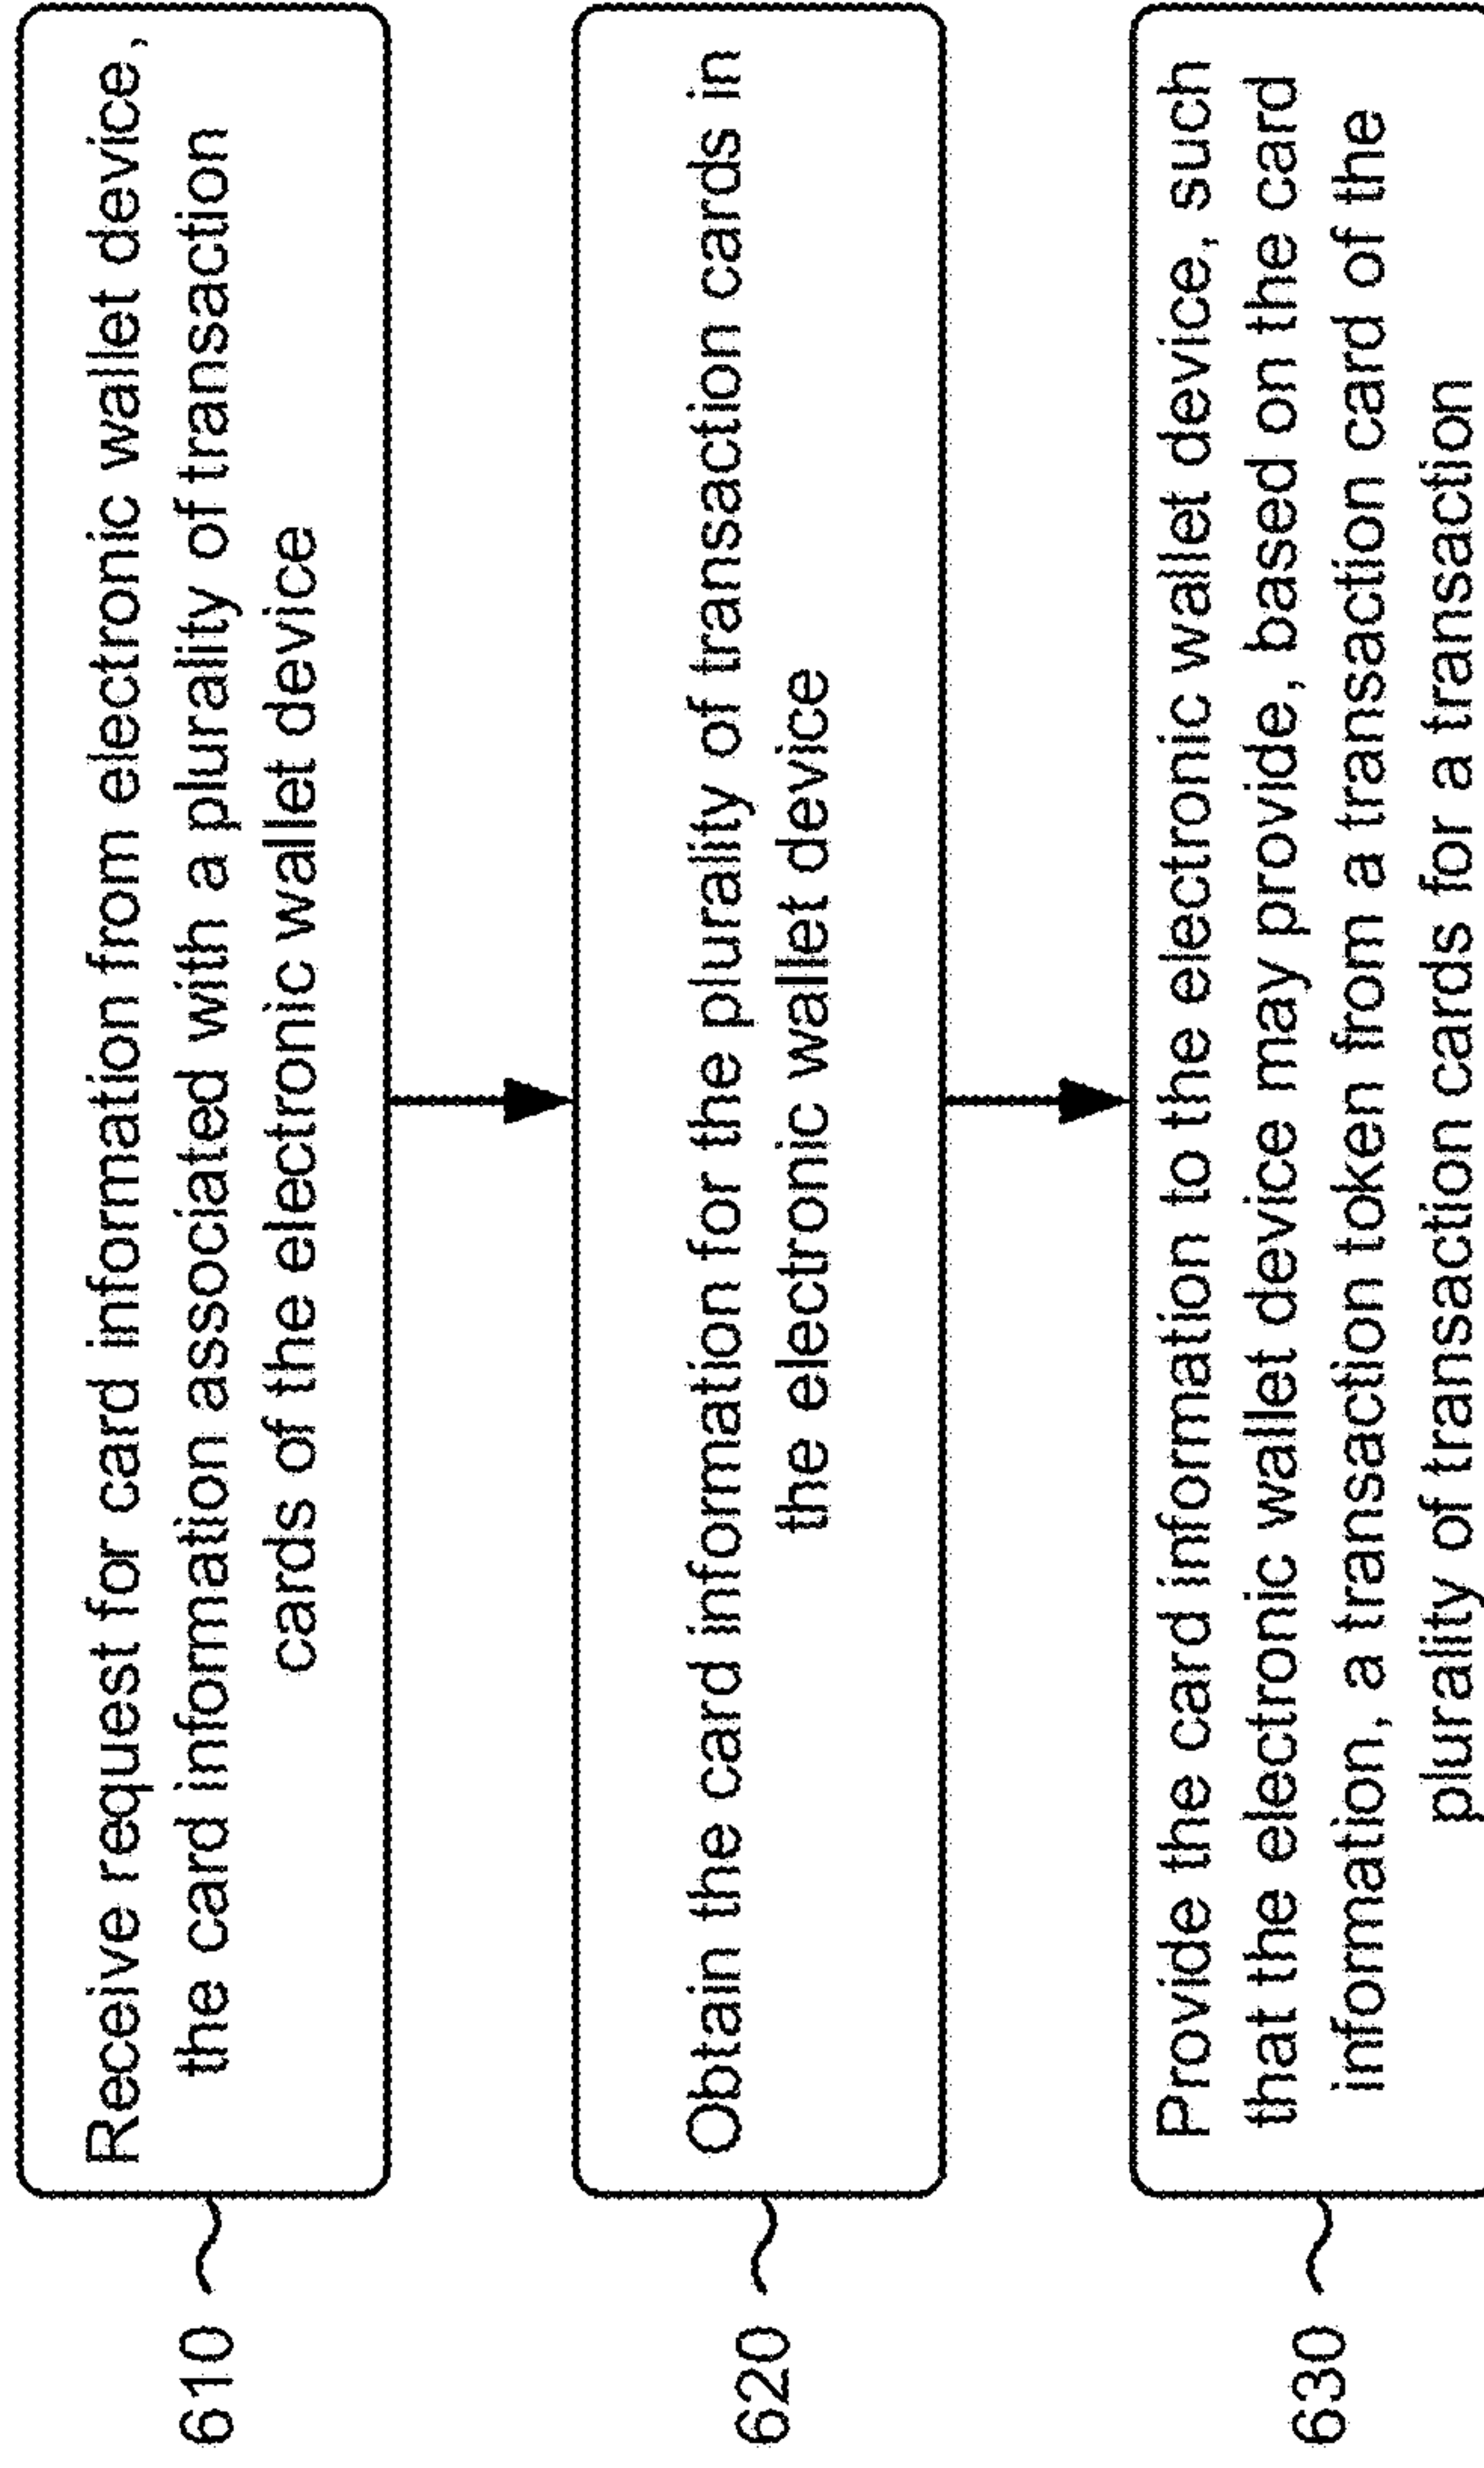 610
Receive request for card information from electronic wallet device,
the card information associated with a plurality of transaction
cards of the electronic wallet device
620
Obtain the card information for the plurality of transaction cards in
the electronic wallet device
630
Provide the card information to the electronic wallet device, such
that the electronic wallet device may provide, based on the card
information, a transaction token from a transaction card of the
plurality of transaction cards for a transaction